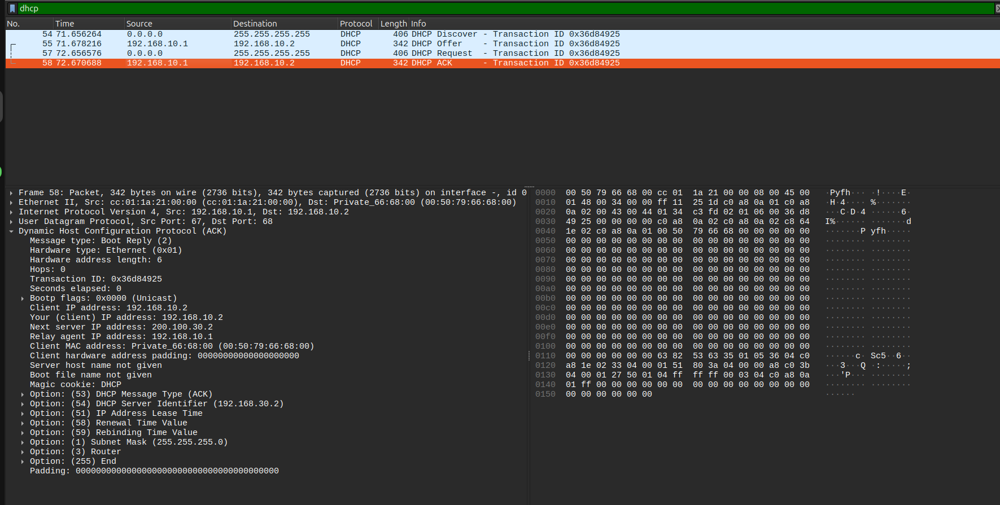 dhcp
No. Time Source Destination Protocol Length Info
54 71.656264 0.0.0.0 255.255.255.255 DHCP 406 DHCP Discover - Transaction ID 0x36d84925
55 71.678216 192.168.10.1 192.168.10.2 DHCP 342 DHCP Offer - Transaction ID 0x36d84925
57 72.656576 0.0.0.0 255.255.255.255 DHCP 406 DHCP Request - Transaction ID 0x36d84925
58 72.670688 192.168.10.1 192.168.10.2 DHCP 342 DHCP ACK - Transaction ID 0x36d84925
Frame 58: Packet, 342 bytes on wire (2736 bits), 342 bytes captured (2736 bits) on interface -, id 0
Ethernet II, Src: cc:01:1a:21:00:00 (cc:01:1a:21:00:00), Dst: Private_66:68:00 (00:50:79:66:68:00)
Internet Protocol Version 4, Src: 192.168.10.1, Dst: 192.168.10.2
User Datagram Protocol, Src Port: 67, Dst Port: 68
Dynamic Host Configuration Protocol (ACK)
Message type: Boot Reply (2)
Hardware type: Ethernet (0x01)
Hardware address length: 6
Hops: 0
Transaction ID: 0x36d84925
Seconds elapsed: 0
Bootp flags: 0x0000 (Unicast)
Client IP address: 192.168.10.2
Your (client) IP address: 192.168.10.2
Next server IP address: 200.100.30.2
Relay agent IP address: 192.168.10.1
Client MAC address: Private_66:68:00 (00:50:79:66:68:00)
Client hardware address padding: 00000000000000000000
Server host name not given
Boot file name not given
Magic cookie: DHCP
Option: (53) DHCP Message Type (ACK)
Option: (54) DHCP Server Identifier (192.168.30.2)
Option: (51) IP Address Lease Time
Option: (58) Renewal Time Value
Option: (59) Rebinding Time Value
Option: (1) Subnet Mask (255.255.255.0)
Option: (3) Router
Option: (255) End
Padding: 0000000000000000000000000000000000000000
0000 00 50 79 66 68 00 cc 01 1a 21 00 00 08 00 45 00 ·Pyfh··· ·!····E·
0010 01 48 00 34 00 00 ff 11 25 1d c0 a8 0a 01 c0 a8 ·H·4···· %·······
0020 0a 02 00 43 00 44 01 34 c3 fd 02 01 06 00 36 d8 ···C·D·4 ······6·
0030 49 25 00 00 00 00 c0 a8 0a 02 c0 a8 0a 02 c8 64 I%······ ·······d
0040 1e 02 c0 a8 0a 01 00 50 79 66 68 00 00 00 00 00 ·······P yfh·····
0050 00 00 00 00 00 00 00 00 00 00 00 00 00 00 00 00 ········ ········
0060 00 00 00 00 00 00 00 00 00 00 00 00 00 00 00 00 ········ ········
0070 00 00 00 00 00 00 00 00 00 00 00 00 00 00 00 00 ········ ········
0080 00 00 00 00 00 00 00 00 00 00 00 00 00 00 00 00 ········ ········
0090 00 00 00 00 00 00 00 00 00 00 00 00 00 00 00 00 ········ ········
00a0 00 00 00 00 00 00 00 00 00 00 00 00 00 00 00 00 ········ ········
00b0 00 00 00 00 00 00 00 00 00 00 00 00 00 00 00 00 ········ ········
00c0 00 00 00 00 00 00 00 00 00 00 00 00 00 00 00 00 ········ ········
00d0 00 00 00 00 00 00 00 00 00 00 00 00 00 00 00 00 ········ ········
00e0 00 00 00 00 00 00 00 00 00 00 00 00 00 00 00 00 ········ ········
00f0 00 00 00 00 00 00 00 00 00 00 00 00 00 00 00 00 ········ ········
0100 00 00 00 00 00 00 00 00 00 00 00 00 00 00 00 00 ········ ········
0110 00 00 00 00 00 00 63 82 53 63 35 01 05 36 04 c0 ······c· Sc5··6··
0120 a8 1e 02 33 04 00 01 51 80 3a 04 00 00 a8 c0 3b ···3···Q ·:·····;
0130 04 00 01 27 50 01 04 ff ff ff 00 03 04 c0 a8 0a ···'P··· ········
0140 01 ff 00 00 00 00 00 00 00 00 00 00 00 00 00 00 ········ ········
0150 00 00 00 00 00 00 ······